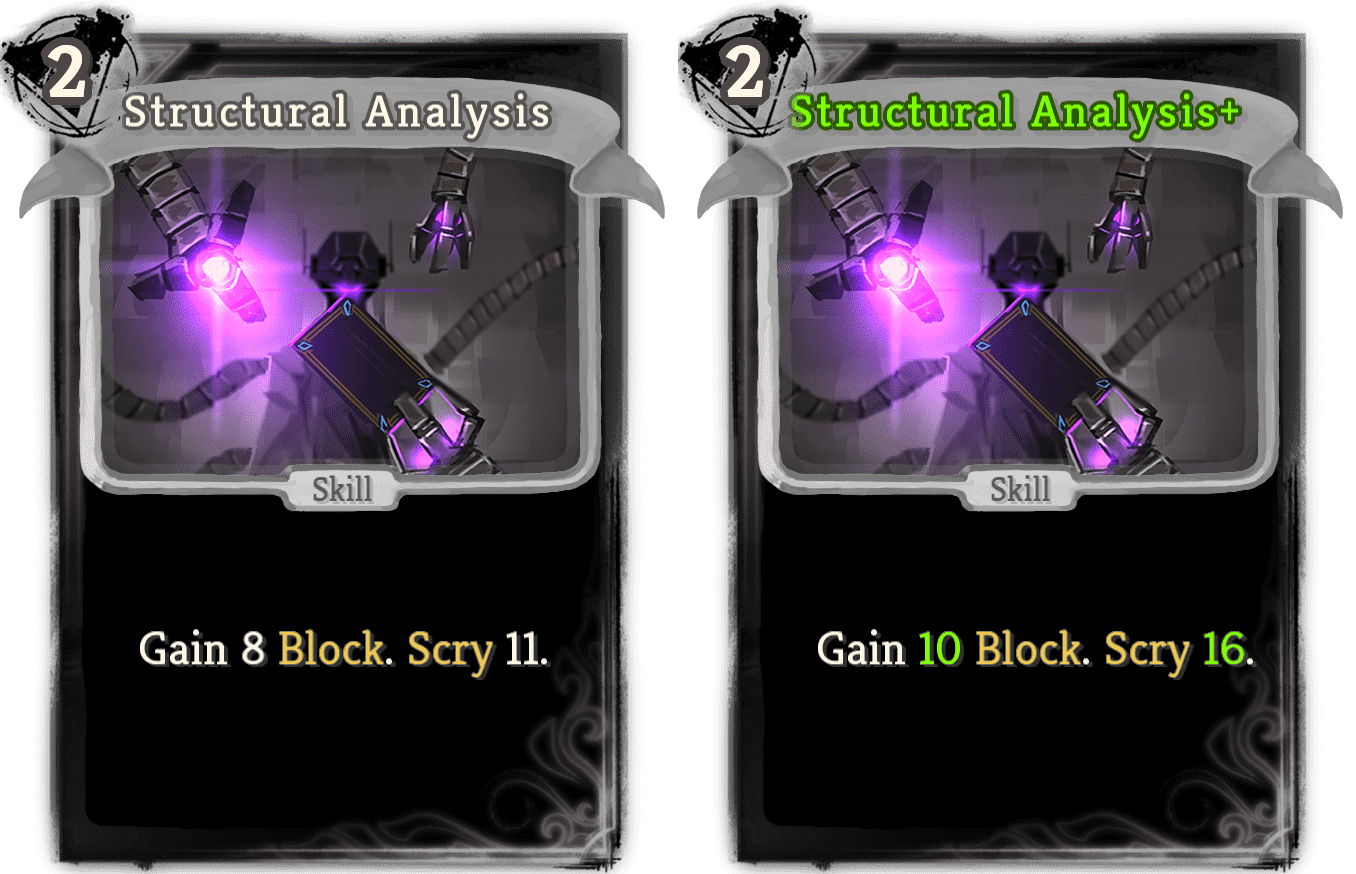 2
Structural Analysis
Skill
Gain 8 Block. Scry 11.
2
Structural Analysis+
Skill
Gain 10 Block. Scry 16.